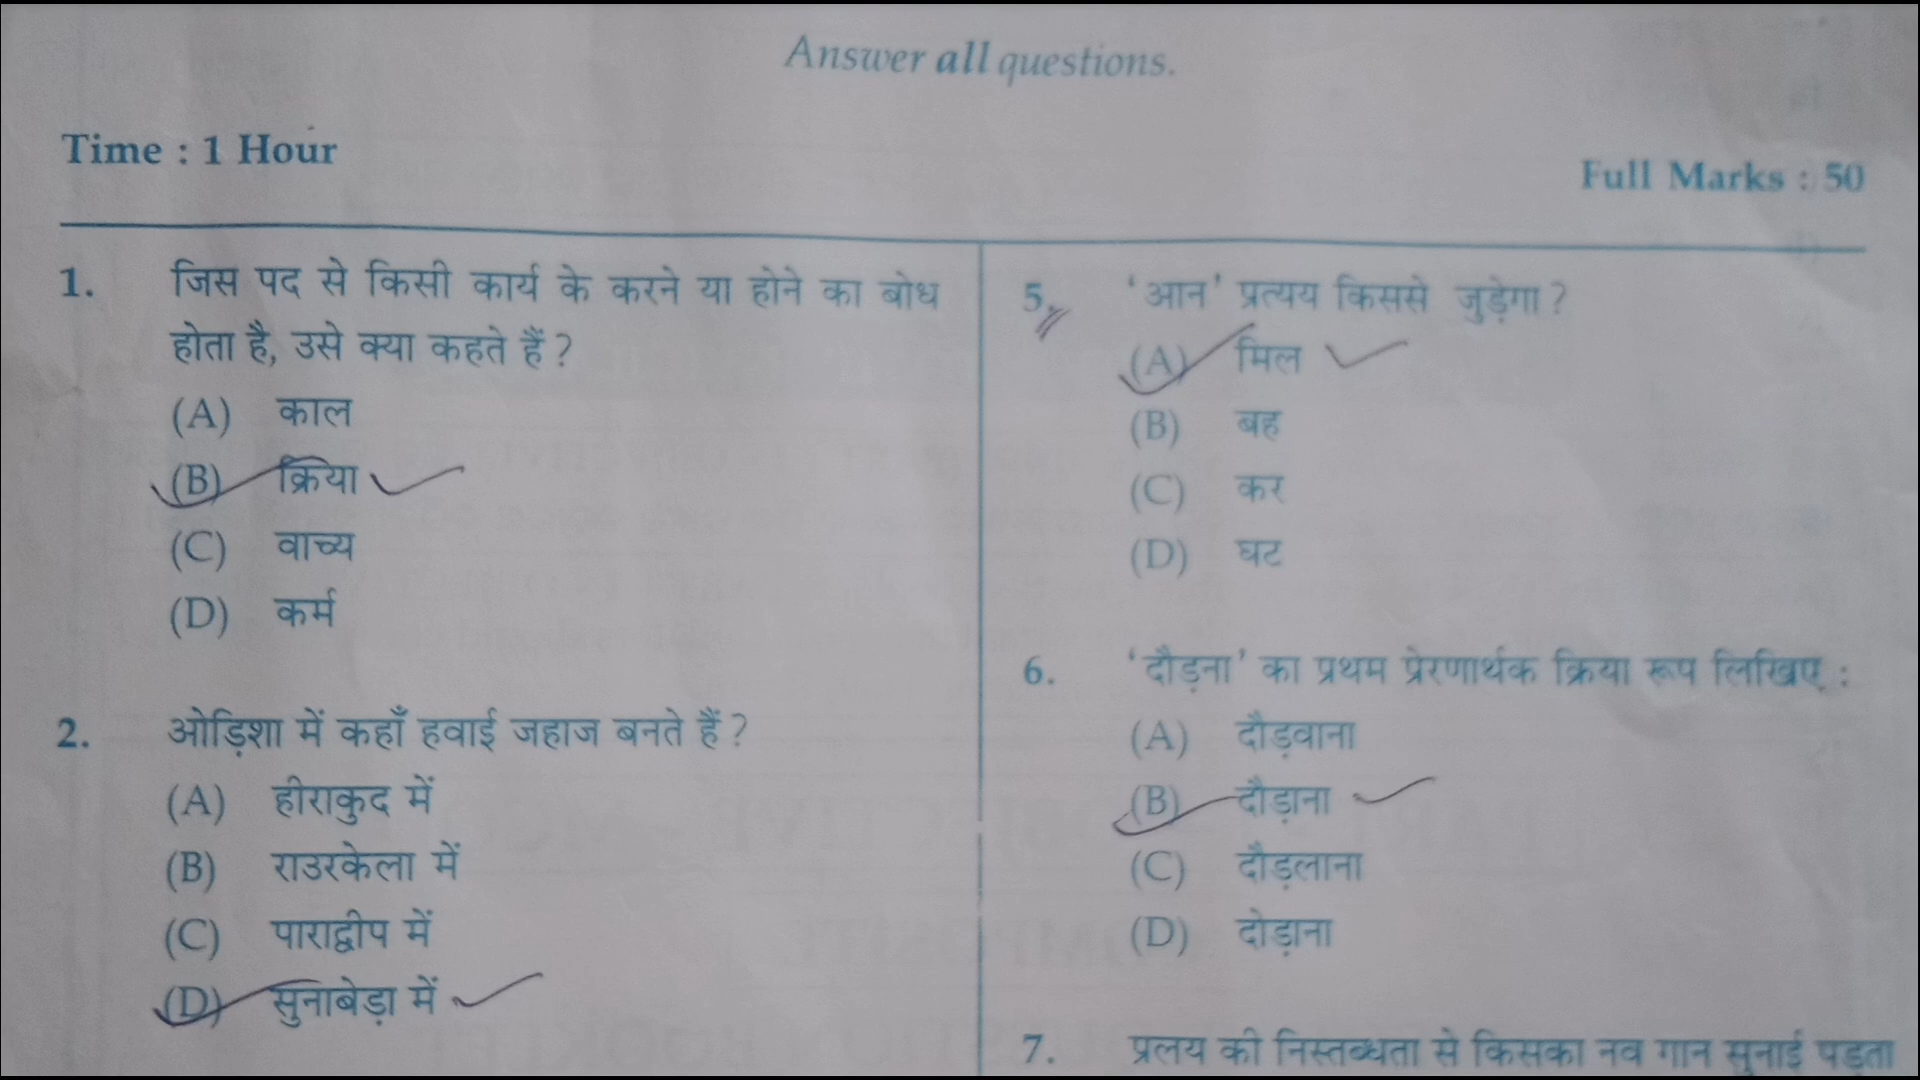 Answer all questions.
Time : 1 Hour
Full Marks : 50
1. जिस पद से किसी कार्य के करने या होने का बोध
होता है, उसे क्या कहते हैं ?
(A) काल
(B) क्रिया
(C) वाच्य
(D) कर्म
2. ओड़िशा में कहाँ हवाई जहाज बनते हैं ?
(A) हीराकुद में
(B) राउरकेला में
(C) पाराद्वीप में
(D) सुनाबेड़ा में
5. ‘आन’ प्रत्यय किससे जुड़ेगा ?
(A) मिल
(B) बह
(C) कर
(D) घट
6. ‘दौड़ना’ का प्रथम प्रेरणार्थक क्रिया रूप लिखिए :
(A) दौड़वाना
(B) दौड़ाना
(C) दौड़लाना
(D) दोड़ाना
7. प्रलय की निस्तब्धता से किसका नव गान सुनाई पड़ता